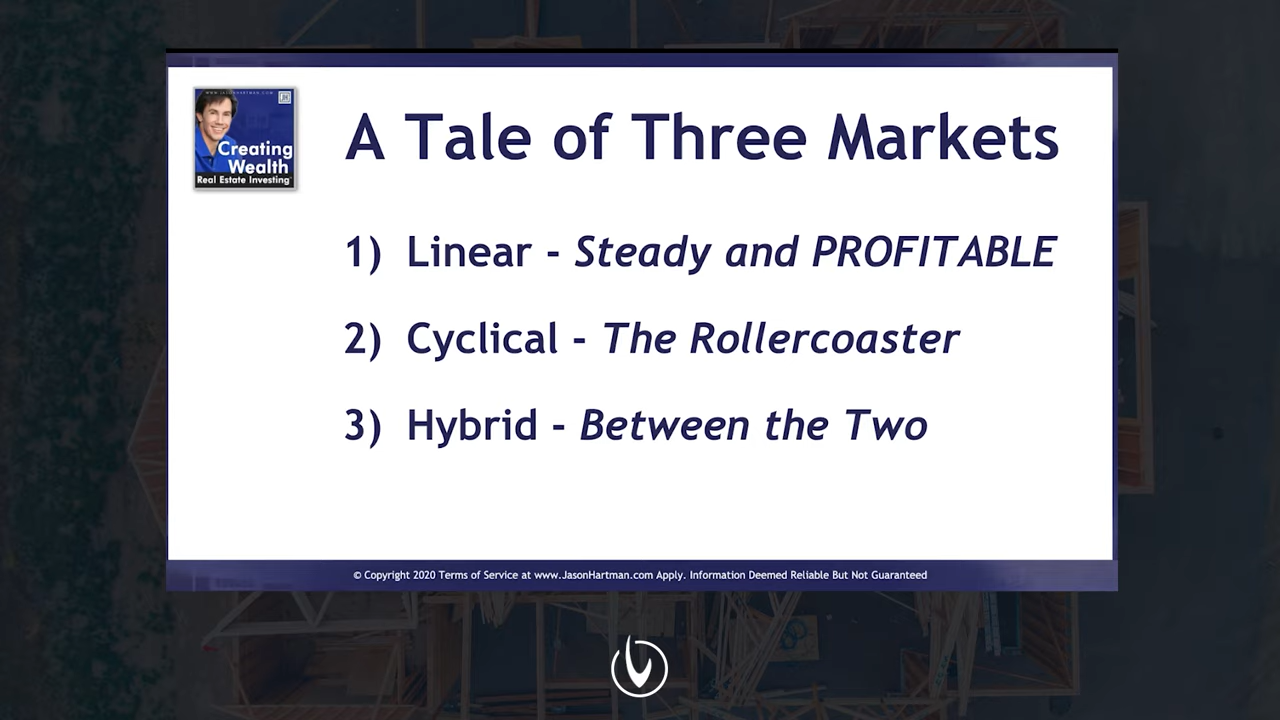 WWW.JASONHARTMAN.COM
JH
Creating
Wealth
Real Estate Investing
A Tale of Three Markets
1) Linear - Steady and PROFITABLE
2) Cyclical - The Rollercoaster
3) Hybrid - Between the Two
© Copyright 2020 Terms of Service at www.JasonHartman.com Apply. Information Deemed Reliable But Not Guaranteed